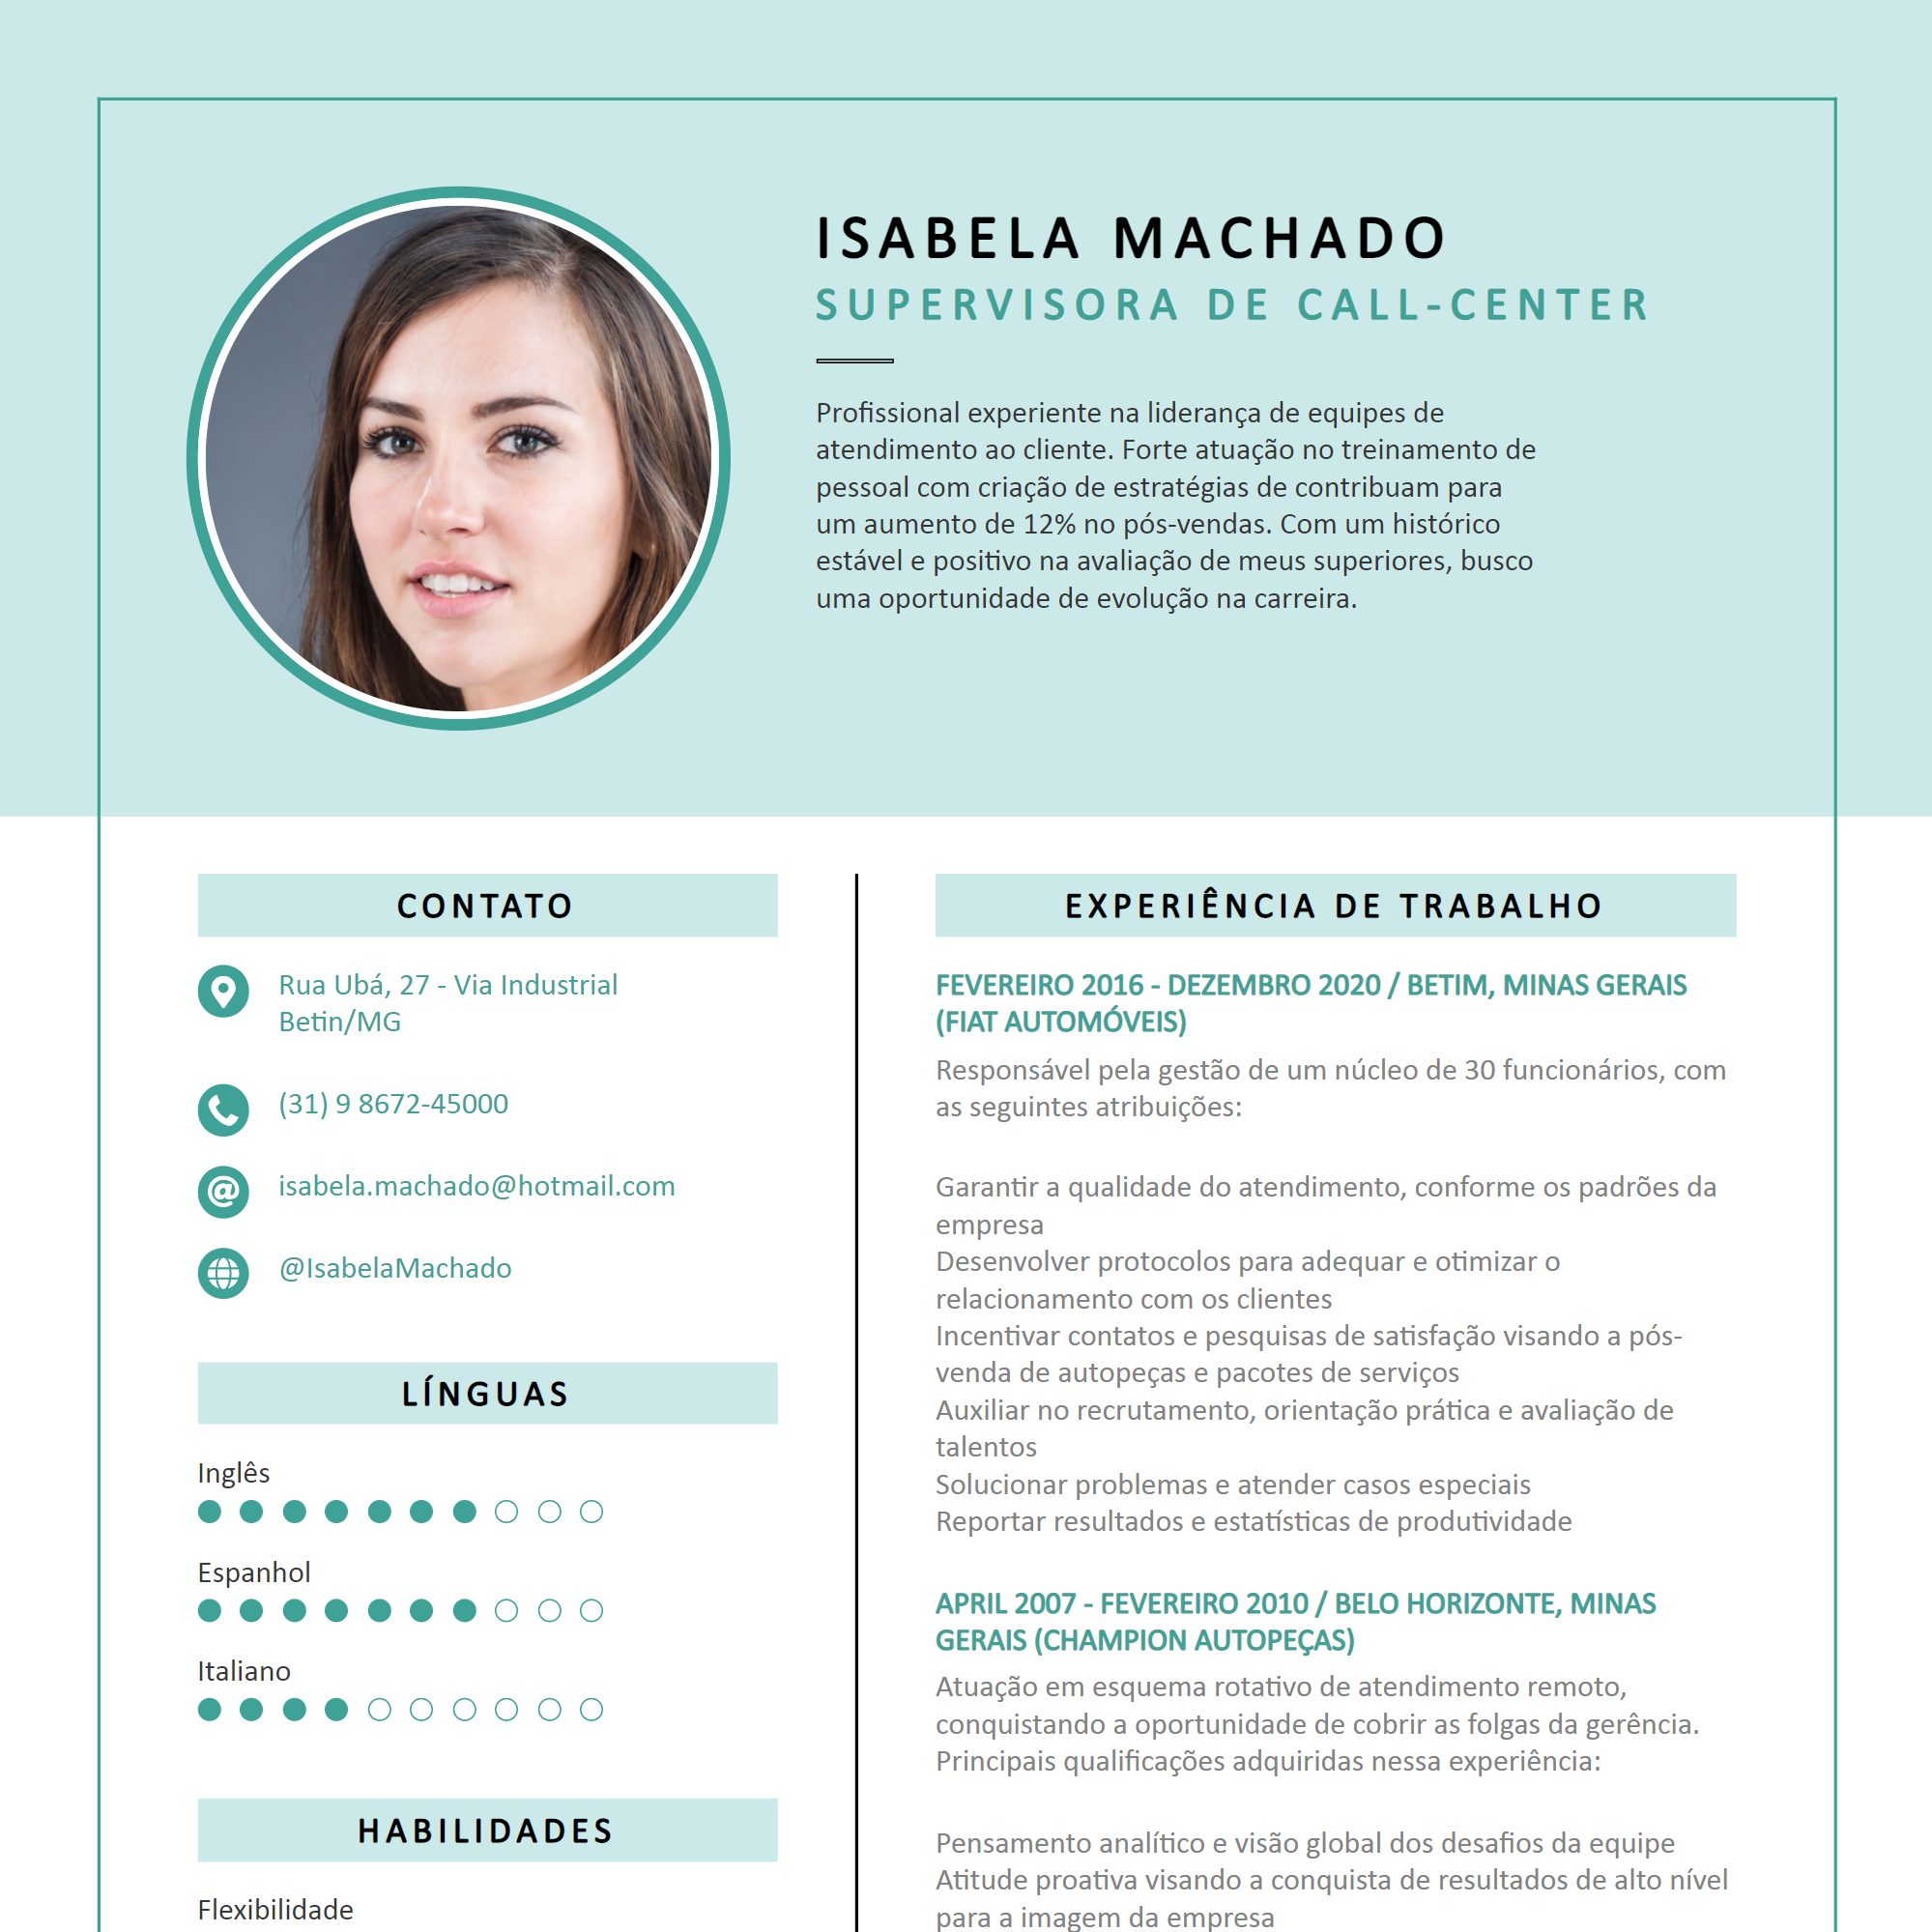 ISABELA MACHADO
SUPERVISORA DE CALL-CENTER
Profissional experiente na liderança de equipes de
atendimento ao cliente. Forte atuação no treinamento de
pessoal com criação de estratégias de contribuam para
um aumento de 12% no pós-vendas. Com um histórico
estável e positivo na avaliação de meus superiores, busco
uma oportunidade de evolução na carreira.
CONTATO
Rua Ubá, 27 - Via Industrial
Betin/MG
(31) 9 8672-45000
isabela.machado@hotmail.com
@IsabelaMachado
LÍNGUAS
Inglês
Espanhol
Italiano
HABILIDADES
Flexibilidade
EXPERIÊNCIA DE TRABALHO
FEVEREIRO 2016 - DEZEMBRO 2020 / BETIM, MINAS GERAIS
(FIAT AUTOMÓVEIS)
Responsável pela gestão de um núcleo de 30 funcionários, com
as seguintes atribuições:
Garantir a qualidade do atendimento, conforme os padrões da
empresa
Desenvolver protocolos para adequar e otimizar o
relacionamento com os clientes
Incentivar contatos e pesquisas de satisfação visando a pós-
venda de autopeças e pacotes de serviços
Auxiliar no recrutamento, orientação prática e avaliação de
talentos
Solucionar problemas e atender casos especiais
Reportar resultados e estatísticas de produtividade
APRIL 2007 - FEVEREIRO 2010 / BELO HORIZONTE, MINAS
GERAIS (CHAMPION AUTOPEÇAS)
Atuação em esquema rotativo de atendimento remoto,
conquistando a oportunidade de cobrir as folgas da gerência.
Principais qualificações adquiridas nessa experiência:
Pensamento analítico e visão global dos desafios da equipe
Atitude proativa visando a conquista de resultados de alto nível
para a imagem da empresa